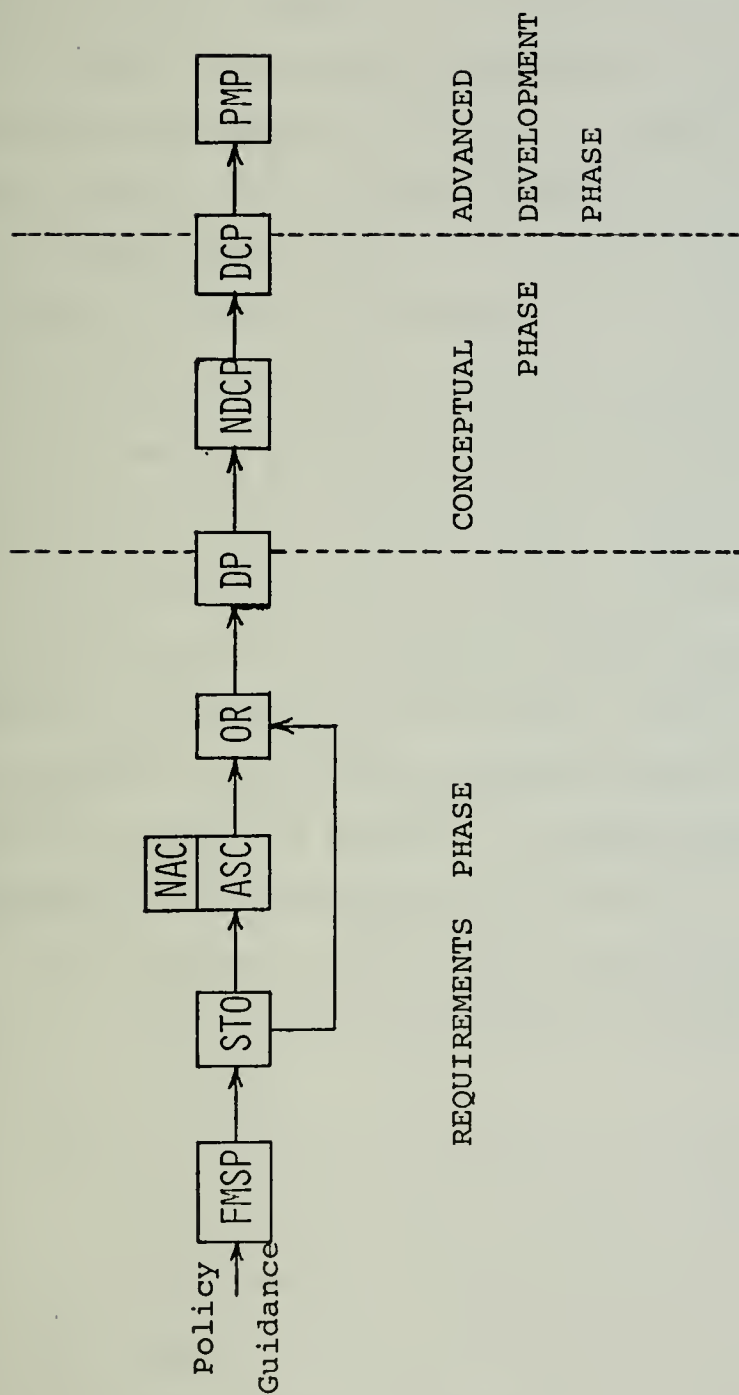 Policy
Guidance
FMSP
STO
NAC
ASC
OR
DP
NDCP
DCP
PMP
REQUIREMENTS PHASE
CONCEPTUAL
PHASE
ADVANCED
DEVELOPMENT
PHASE